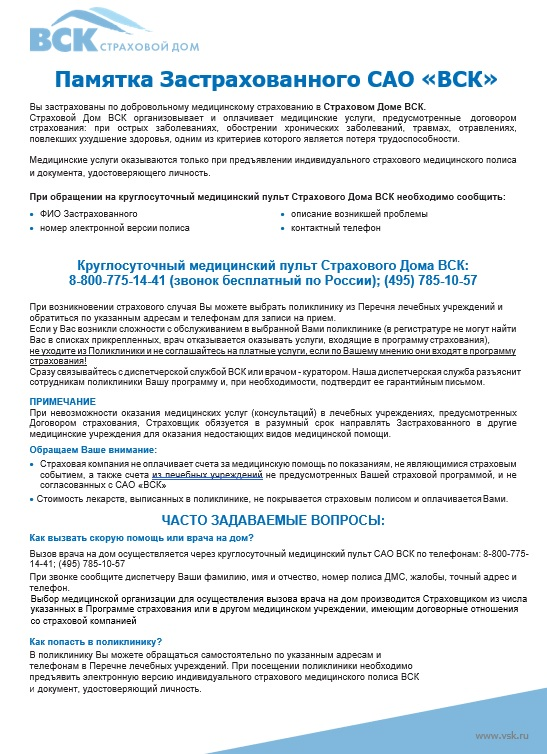 ВСК СТРАХОВОЙ ДОМ
Памятка Застрахованного САО «ВСК»
Вы застрахованы по добровольному медицинскому страхованию в Страховом Доме ВСК.
Страховой Дом ВСК организовывает и оплачивает медицинские услуги, предусмотренные договором
страхования: при острых заболеваниях, обострении хронических заболеваний, травмах, отравлениях,
повлекших ухудшение здоровья, одним из критериев которого является потеря трудоспособности.
Медицинские услуги оказываются только при предъявлении индивидуального страхового медицинского полиса
и документа, удостоверяющего личность.
При обращении на круглосуточный медицинский пульт Страхового Дома ВСК необходимо сообщить:
• ФИО Застрахованного
• номер электронной версии полиса
• описание возникшей проблемы
• контактный телефон
Круглосуточный медицинский пульт Страхового Дома ВСК:
8-800-775-14-41 (звонок бесплатный по России); (495) 785-10-57
При возникновении страхового случая Вы можете выбрать поликлинику из Перечня лечебных учреждений и
обратиться по указанным адресам и телефонам для записи на прием.
Если у Вас возникли сложности с обслуживанием в выбранной Вами поликлинике (в регистратуре не могут найти
Вас в списках прикрепленных, врач отказывается оказывать услуги, входящие в программу страхования),
не уходите из Поликлиники и не соглашайтесь на платные услуги, если по Вашему мнению они входят в программу
страхования!
Сразу связывайтесь с диспетчерской службой ВСК или врачом - куратором. Наша диспетчерская служба разъяснит
сотрудникам поликлиники Вашу программу и, при необходимости, подтвердит ее гарантийным письмом.
ПРИМЕЧАНИЕ
При невозможности оказания медицинских услуг (консультаций) в лечебных учреждениях, предусмотренных
Договором страхования, Страховщик обязуется в разумный срок направлять Застрахованного в другие
медицинские учреждения для оказания недостающих видов медицинской помощи.
Обращаем Ваше внимание:
• Страховая компания не оплачивает счета за медицинскую помощь по показаниям, не являющимися страховым
событием, а также счета из лечебных учреждений не предусмотренных Вашей страховой программой, и не
согласованных с САО «ВСК»
• Стоимость лекарств, выписанных в поликлинике, не покрывается страховым полисом и оплачивается Вами.
ЧАСТО ЗАДАВАЕМЫЕ ВОПРОСЫ:
Как вызвать скорую помощь или врача на дом?
Вызов врача на дом осуществляется через круглосуточный медицинский пульт САО ВСК по телефонам: 8-800-775-
14-41; (495) 785-10-57
При звонке сообщите диспетчеру Ваши фамилию, имя и отчество, номер полиса ДМС, жалобы, точный адрес и
телефон.
Выбор медицинской организации для осуществления вызова врача на дом производится Страховщиком из числа
указанных в Программе страхования или в другом медицинском учреждении, имеющим договорные отношения
со страховой компанией
Как попасть в поликлинику?
В поликлинику Вы можете обращаться самостоятельно по указанным адресам и
телефонам в Перечне лечебных учреждений. При посещении поликлиники необходимо
предъявить электронную версию индивидуального страхового медицинского полиса ВСК
и документ, удостоверяющий личность.
www.vsk.ru